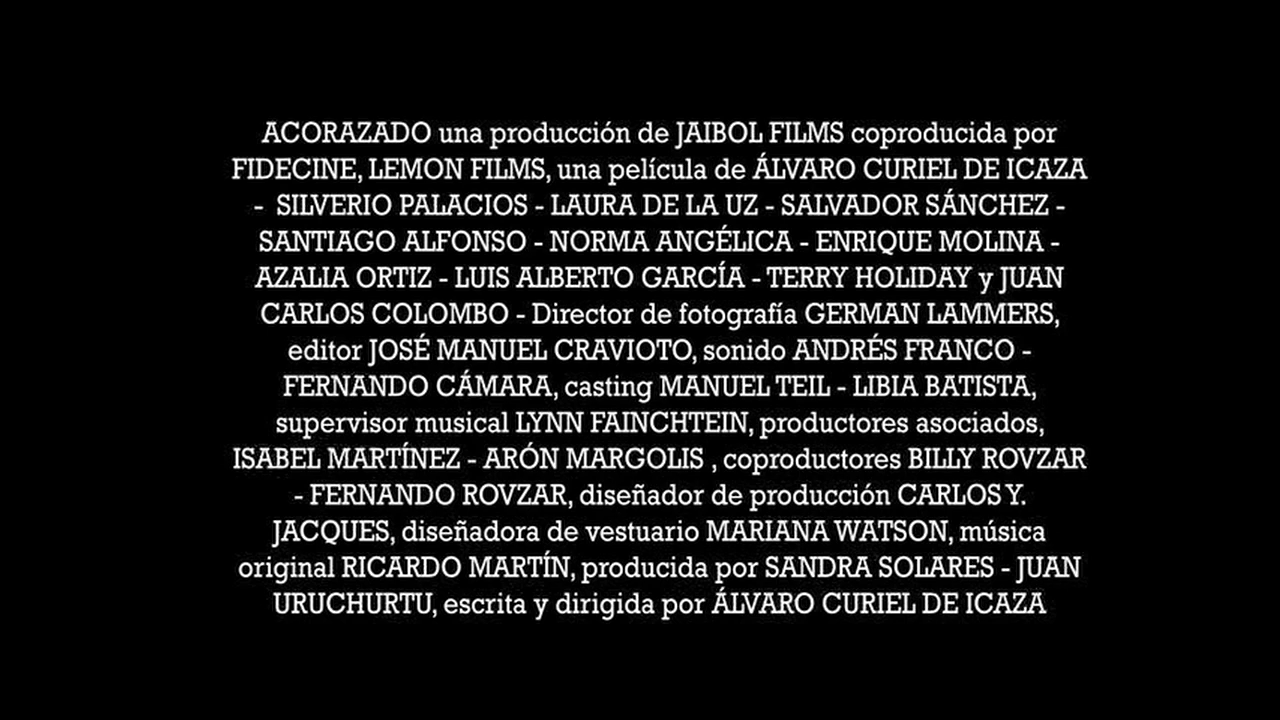 ACORAZADO una producción de JAIBOL FILMS coproducida por
FIDECINE, LEMON FILMS, una película de ÁLVARO CURIEL DE ICAZA
- SILVERIO PALACIOS - LAURA DE LA UZ - SALVADOR SÁNCHEZ -
SANTIAGO ALFONSO - NORMA ANGÉLICA - ENRIQUE MOLINA -
AZALIA ORTIZ - LUIS ALBERTO GARCÍA - TERRY HOLIDAY y JUAN
CARLOS COLOMBO - Director de fotografía GERMAN LAMMERS,
editor JOSÉ MANUEL CRAVIOTO, sonido ANDRÉS FRANCO -
FERNANDO CÁMARA, casting MANUEL TEIL - LIBIA BATISTA,
supervisor musical LYNN FAINCHTEIN, productores asociados,
ISABEL MARTÍNEZ - ARÓN MARGOLIS , coproductores BILLY ROVZAR
- FERNANDO ROVZAR, diseñador de producción CARLOS Y.
JACQUES, diseñadora de vestuario MARIANA WATSON, música
original RICARDO MARTÍN, producida por SANDRA SOLARES - JUAN
URUCHURTU, escrita y dirigida por ÁLVARO CURIEL DE ICAZA